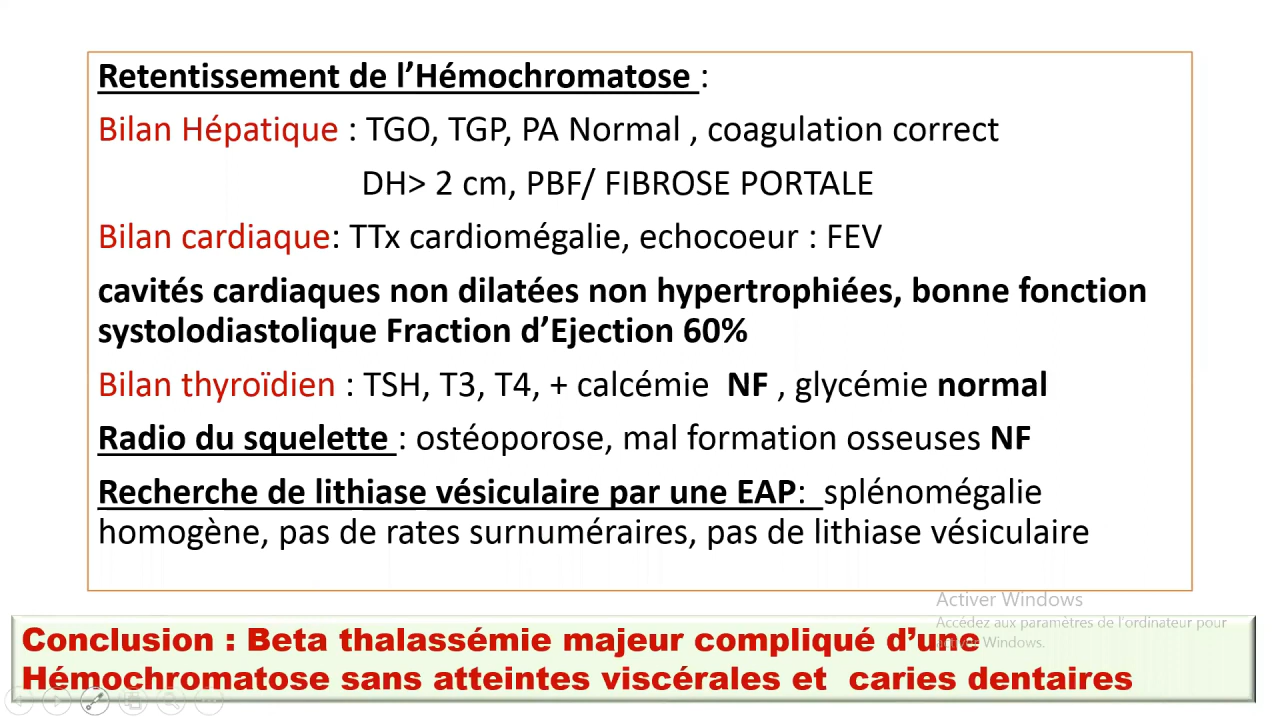 Retentissement de l’Hémochromatose :
Bilan Hépatique : TGO, TGP, PA Normal , coagulation correct
DH> 2 cm, PBF/ FIBROSE PORTALE
Bilan cardiaque: TTx cardiomégalie, echocoeur : FEV
cavités cardiaques non dilatées non hypertrophiées, bonne fonction
systolodiastolique Fraction d’Ejection 60%
Bilan thyroïdien : TSH, T3, T4, + calcémie NF , glycémie normal
Radio du squelette : ostéoporose, mal formation osseuses NF
Recherche de lithiase vésiculaire par une EAP: splénomégalie
homogène, pas de rates surnuméraires, pas de lithiase vésiculaire
Activer Windows
Accédez aux paramètres de l'ordinateur pour
activer Windows.
Conclusion : Beta thalassémie majeur compliqué d’une
Hémochromatose sans atteintes viscérales et caries dentaires